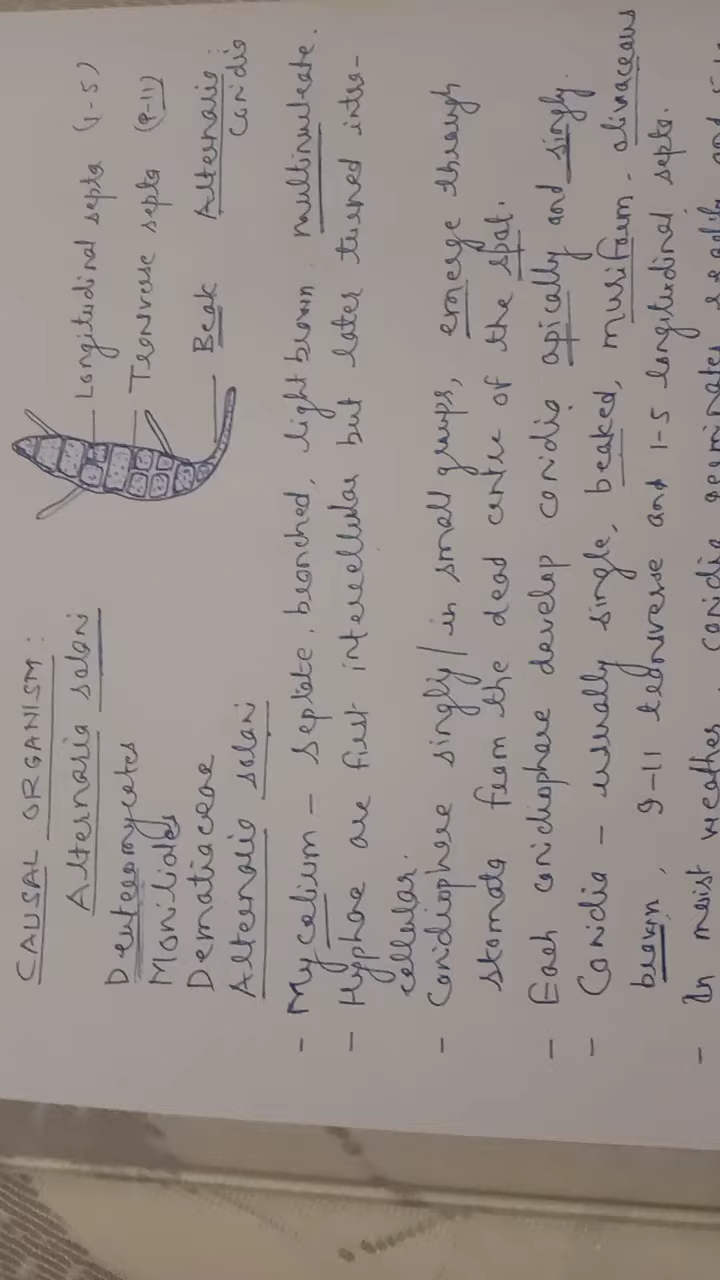 CAUSAL ORGANISM:
Alternaria solani
Deuteromycetes
Moniliales
Dematiaceae
Alternaria solani
Longitudinal septa (1-5)
Transverse septa (9-11)
Beak
Alternaria:
Conidia
- Mycelium - septate, branched, light brown. multinucleate.
- Hyphae are first intercellular but later turned intra-
cellular.
- Conidiophore singly/in small groups, emerge through
stomata from the dead centre of the spot.
- Each conidiophore develop conidia apically and singly.
- Conidia - usually single, beaked, muriform, olivaceous
brown, 9-11 transverse and 1-5 longitudinal septa.
- In moist weather, conidia germinates readily and